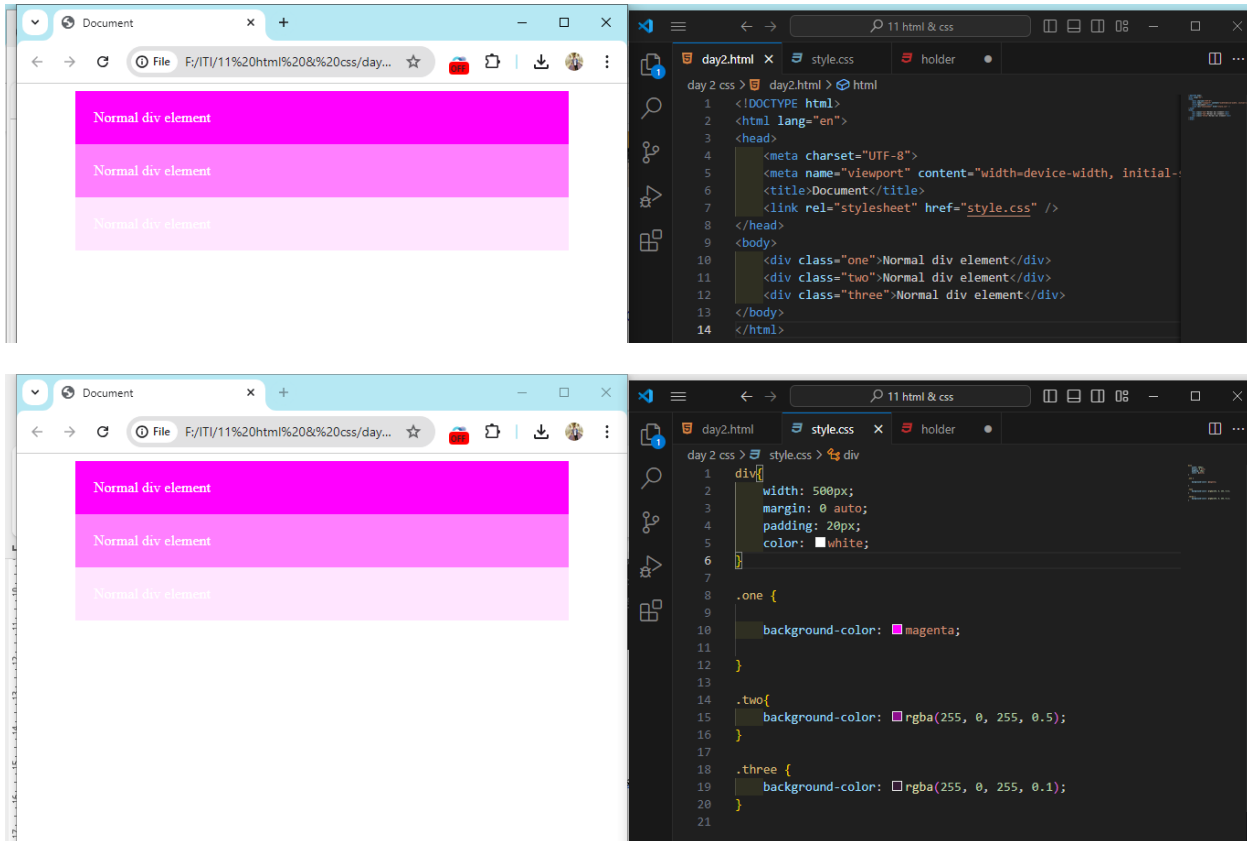 Document
11 html & css
File
F:/ITI/11%20html%20&%20css/day...
OFF
day2.html
style.css
holder
day 2 css > day2.html > html
Normal div element
Normal div element
Normal div element
1 <!DOCTYPE html>
2 <html lang="en">
3 <head>
4 <meta charset="UTF-8">
5 <meta name="viewport" content="width=device-width, initial-s
6 <title>Document</title>
7 <link rel="stylesheet" href="style.css" />
8 </head>
9 <body>
10 <div class="one">Normal div element</div>
11 <div class="two">Normal div element</div>
12 <div class="three">Normal div element</div>
13 </body>
14 </html>
1
Document
11 html & css
File
F:/ITI/11%20html%20&%20css/day...
OFF
day2.html
style.css
holder
day 2 css > style.css > div
Normal div element
Normal div element
Normal div element
1 div{
2 width: 500px;
3 margin: 0 auto;
4 padding: 20px;
5 color: white;
6 }
7
8 .one {
9
10 background-color: magenta;
11
12 }
13
14 .two{
15 background-color: rgba(255, 0, 255, 0.5);
16 }
17
18 .three {
19 background-color: rgba(255, 0, 255, 0.1);
20 }
21
1